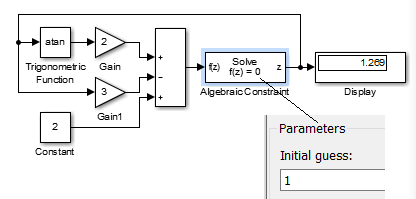 atan
2
Trigonometric
Function
Gain
3
Gain1
2
Constant
+
−
+
f(z)
Solve
f(z) = 0
z
Algebraic Constraint
1.269
Display
Parameters
Initial guess:
1